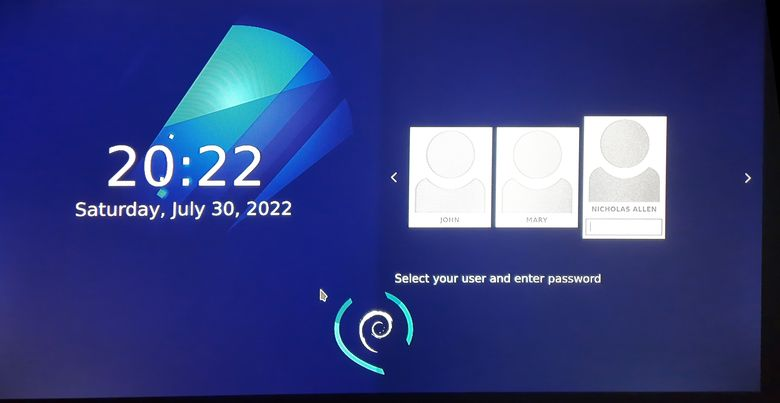 20:22
Saturday, July 30, 2022
JOHN
MARY
NICHOLAS ALLEN
Select your user and enter password